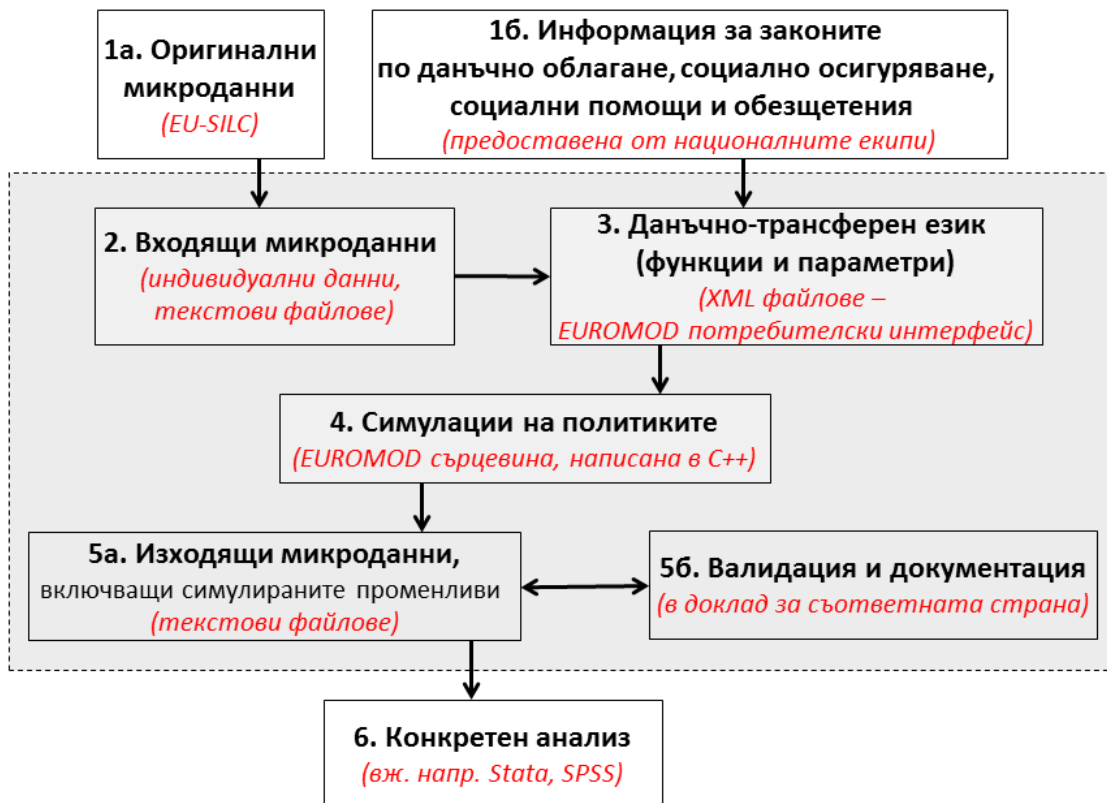 1а. Оригинални
микроданни
(EU-SILC)
1б. Информация за законите
по данъчно облагане, социално осигуряване,
социални помощи и обезщетения
(предоставена от националните екипи)
2. Входящи микроданни
(индивидуални данни,
текстови файлове)
3. Данъчно-трансферен език
(функции и параметри)
(XML файлове –
EUROMOD потребителски интерфейс)
4. Симулации на политиките
(EUROMOD сърцевина, написана в C++)
5а. Изходящи микроданни,
включващи симулираните променливи
(текстови файлове)
5б. Валидация и документация
(в доклад за съответната страна)
6. Конкретен анализ
(вж. напр. Stata, SPSS)